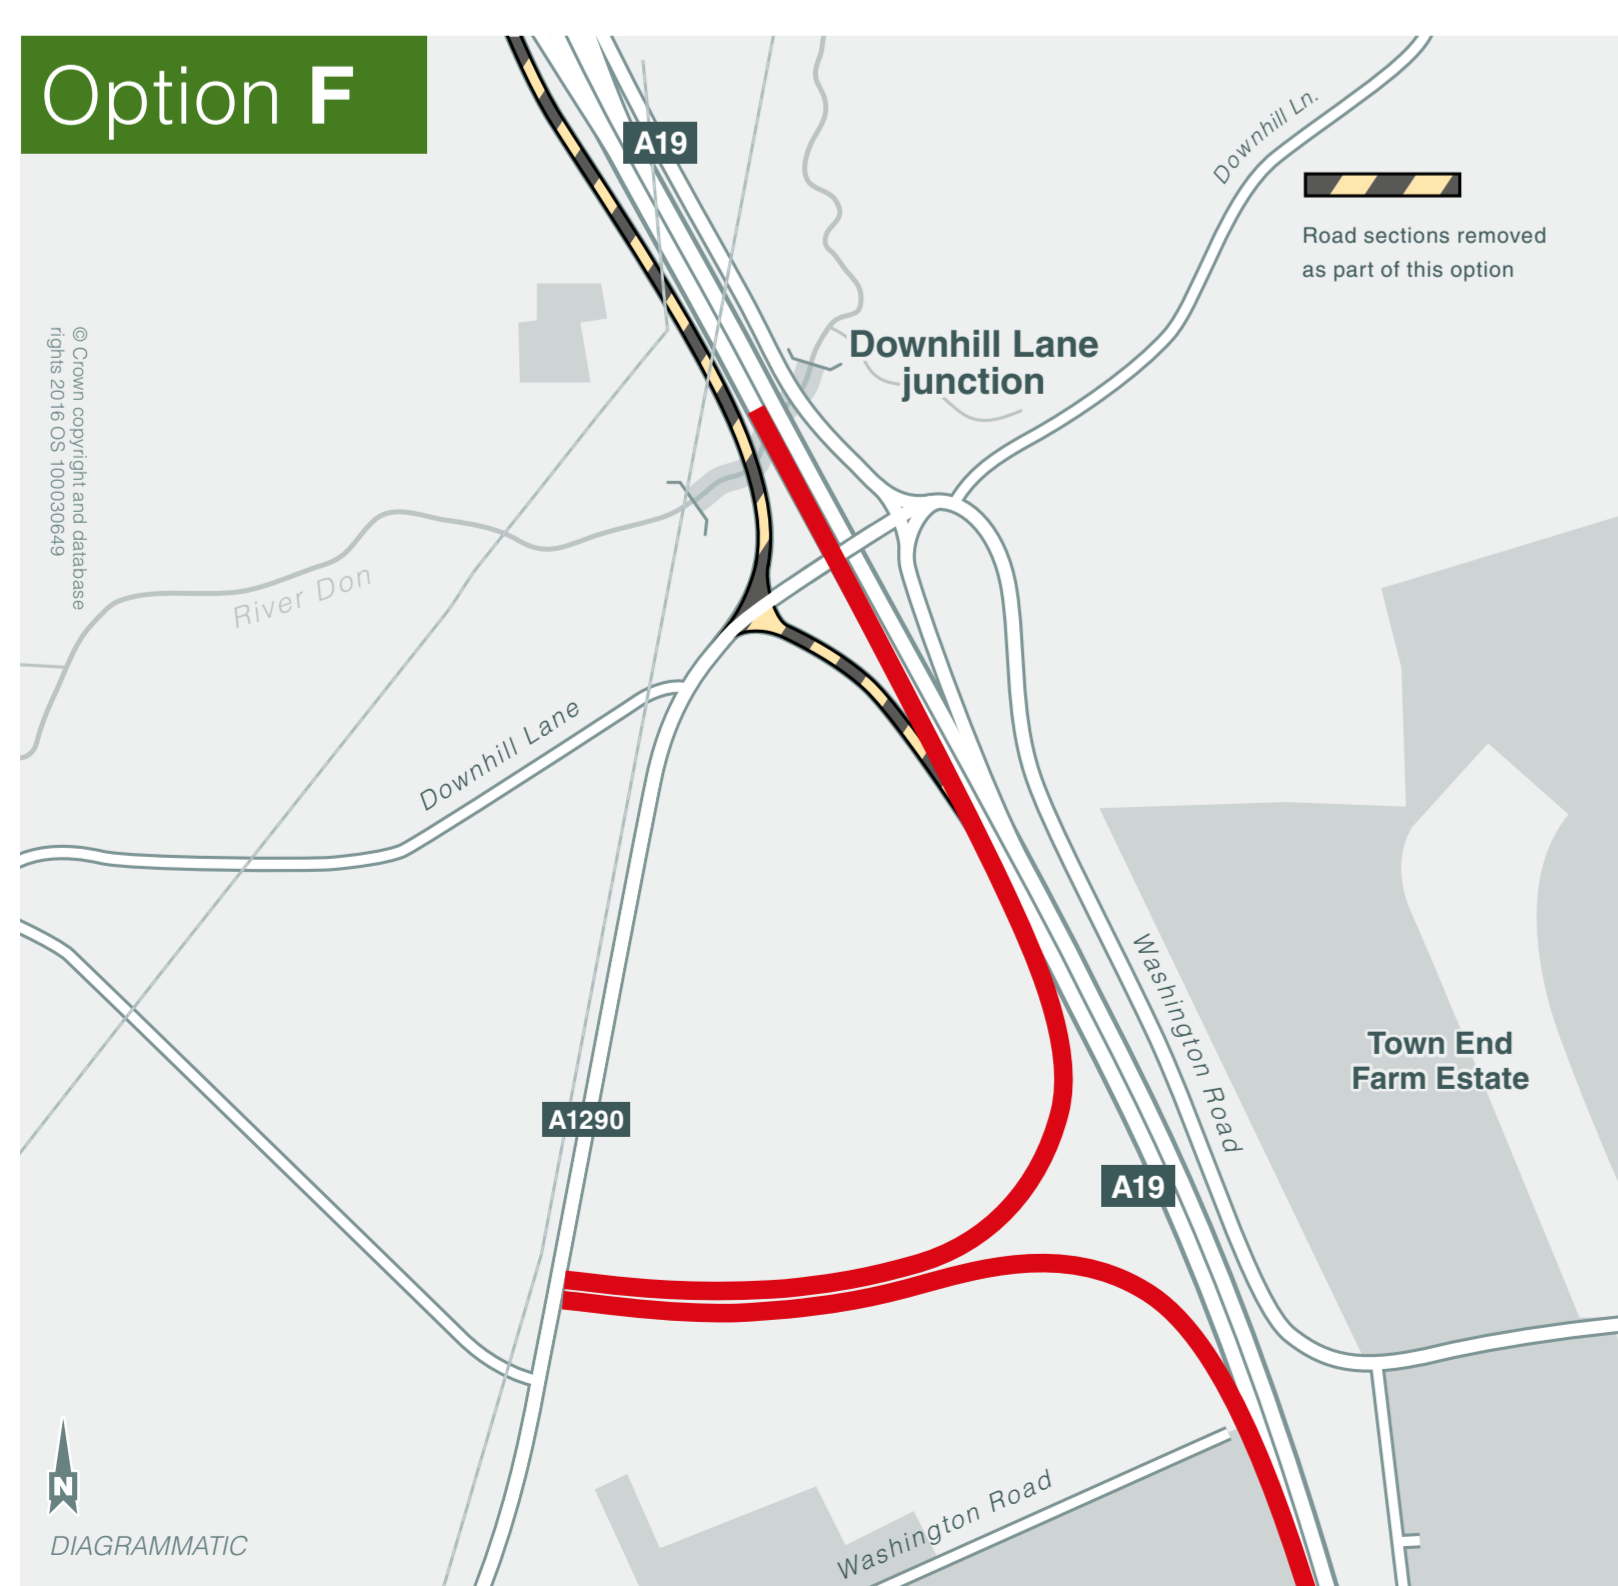 Option F
A19
Downhill Ln.
Road sections removed
as part of this option
Downhill Lane
junction
© Crown copyright and database
rights 2016 OS 100030649
River Don
Downhill Lane
Washington Road
Town End
Farm Estate
A1290
A19
Washington Road
N
DIAGRAMMATIC